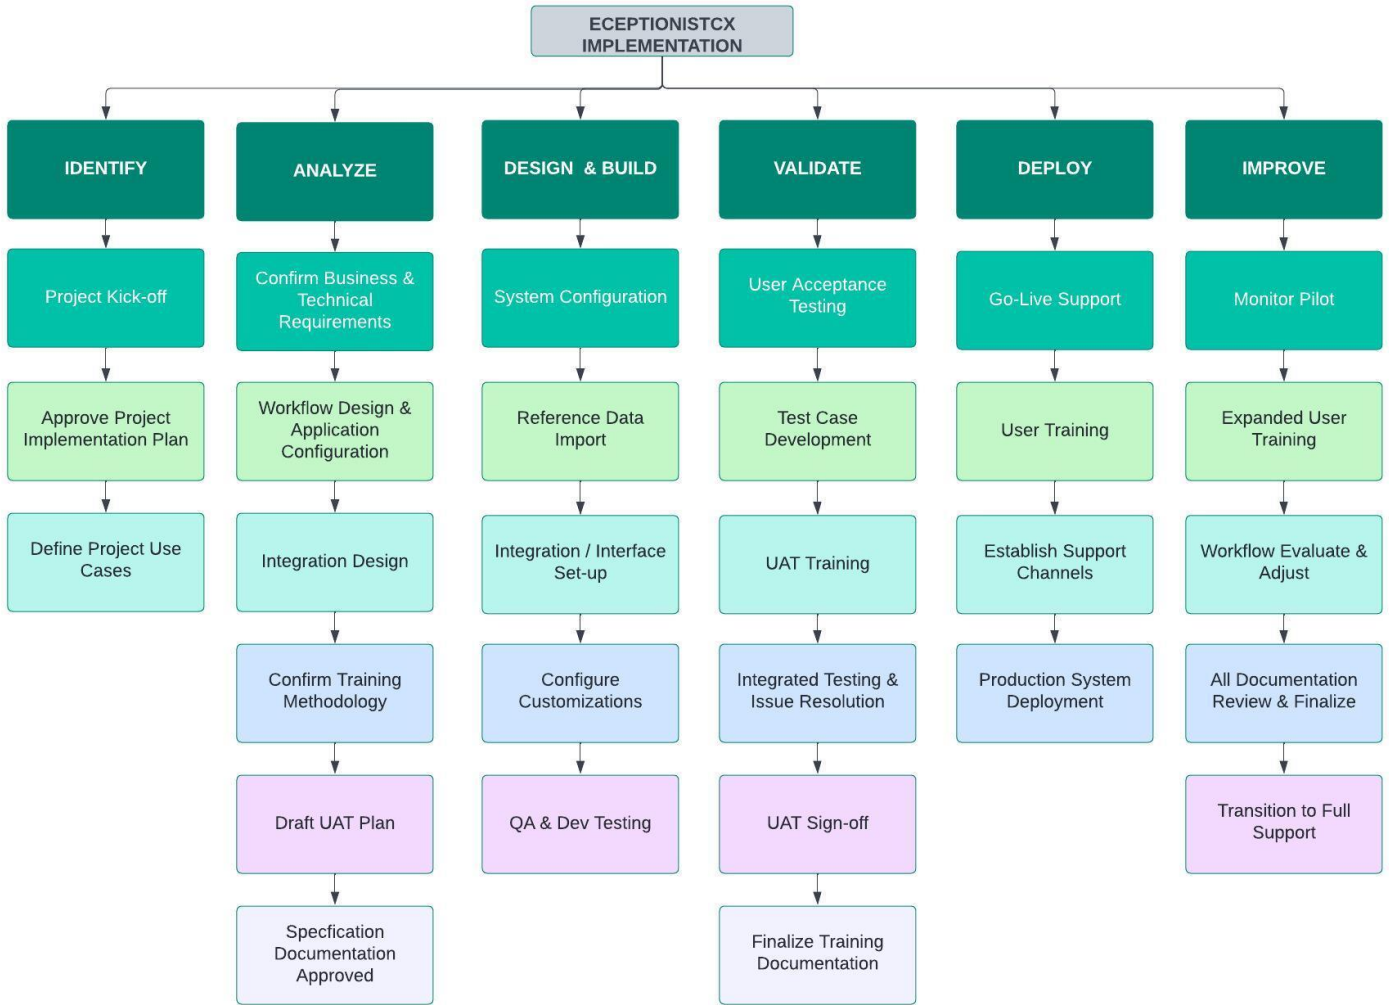 ECEPTIONISTCX
IMPLEMENTATION
IDENTIFY
Project Kick-off
Approve Project
Implementation Plan
Define Project Use
Cases
ANALYZE
Confirm Business &
Technical
Requirements
Workflow Design &
Application
Configuration
Integration Design
Confirm Training
Methodology
Draft UAT Plan
Specfication
Documentation
Approved
DESIGN & BUILD
System Configuration
Reference Data
Import
Integration / Interface
Set-up
Configure
Customizations
QA & Dev Testing
VALIDATE
User Acceptance
Testing
Test Case
Development
UAT Training
Integrated Testing &
Issue Resolution
UAT Sign-off
Finalize Training
Documentation
DEPLOY
Go-Live Support
User Training
Establish Support
Channels
Production System
Deployment
IMPROVE
Monitor Pilot
Expanded User
Training
Workflow Evaluate &
Adjust
All Documentation
Review & Finalize
Transition to Full
Support